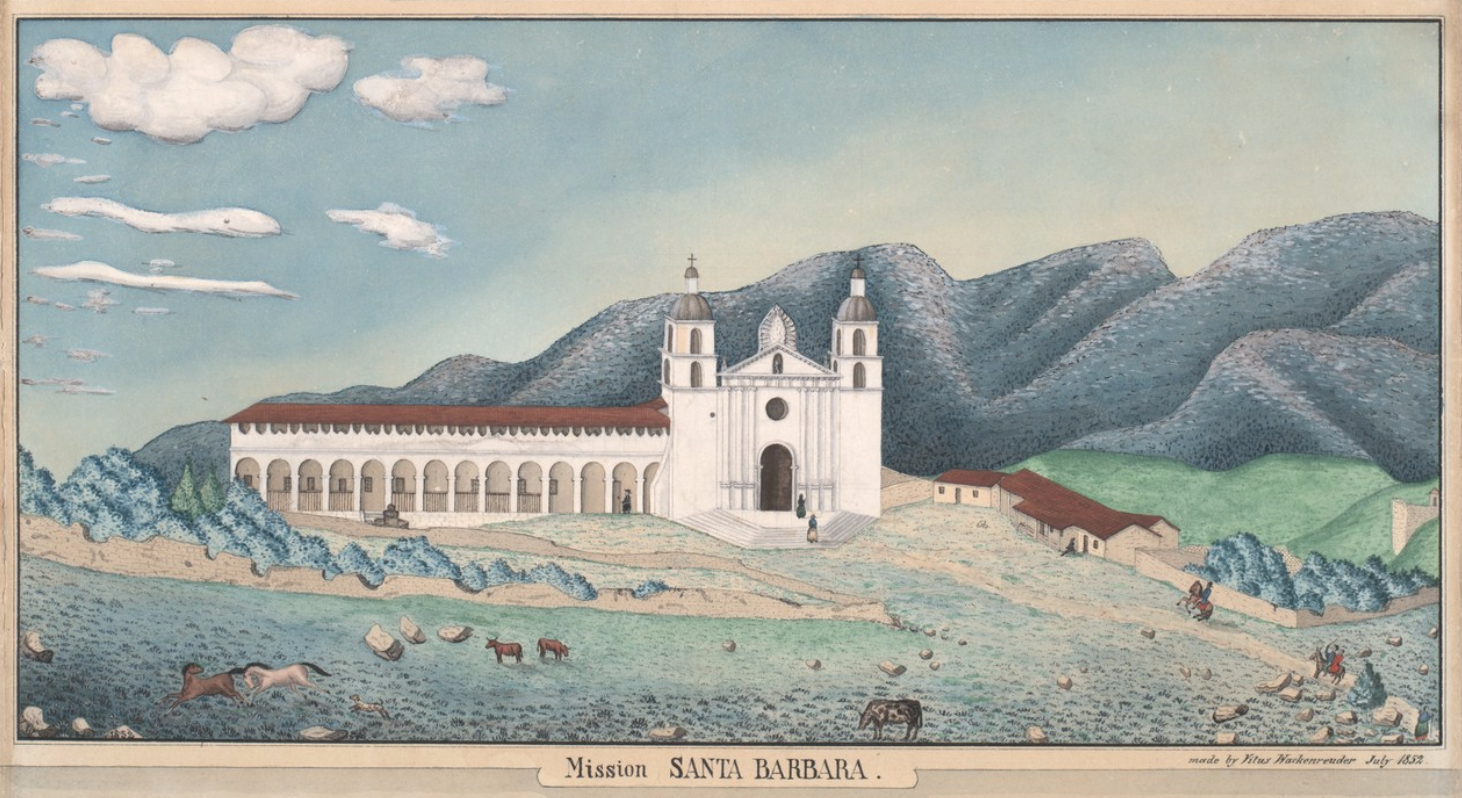 Mission SANTA BARBARA.
made by Vitus Wackenreuder July 1852.